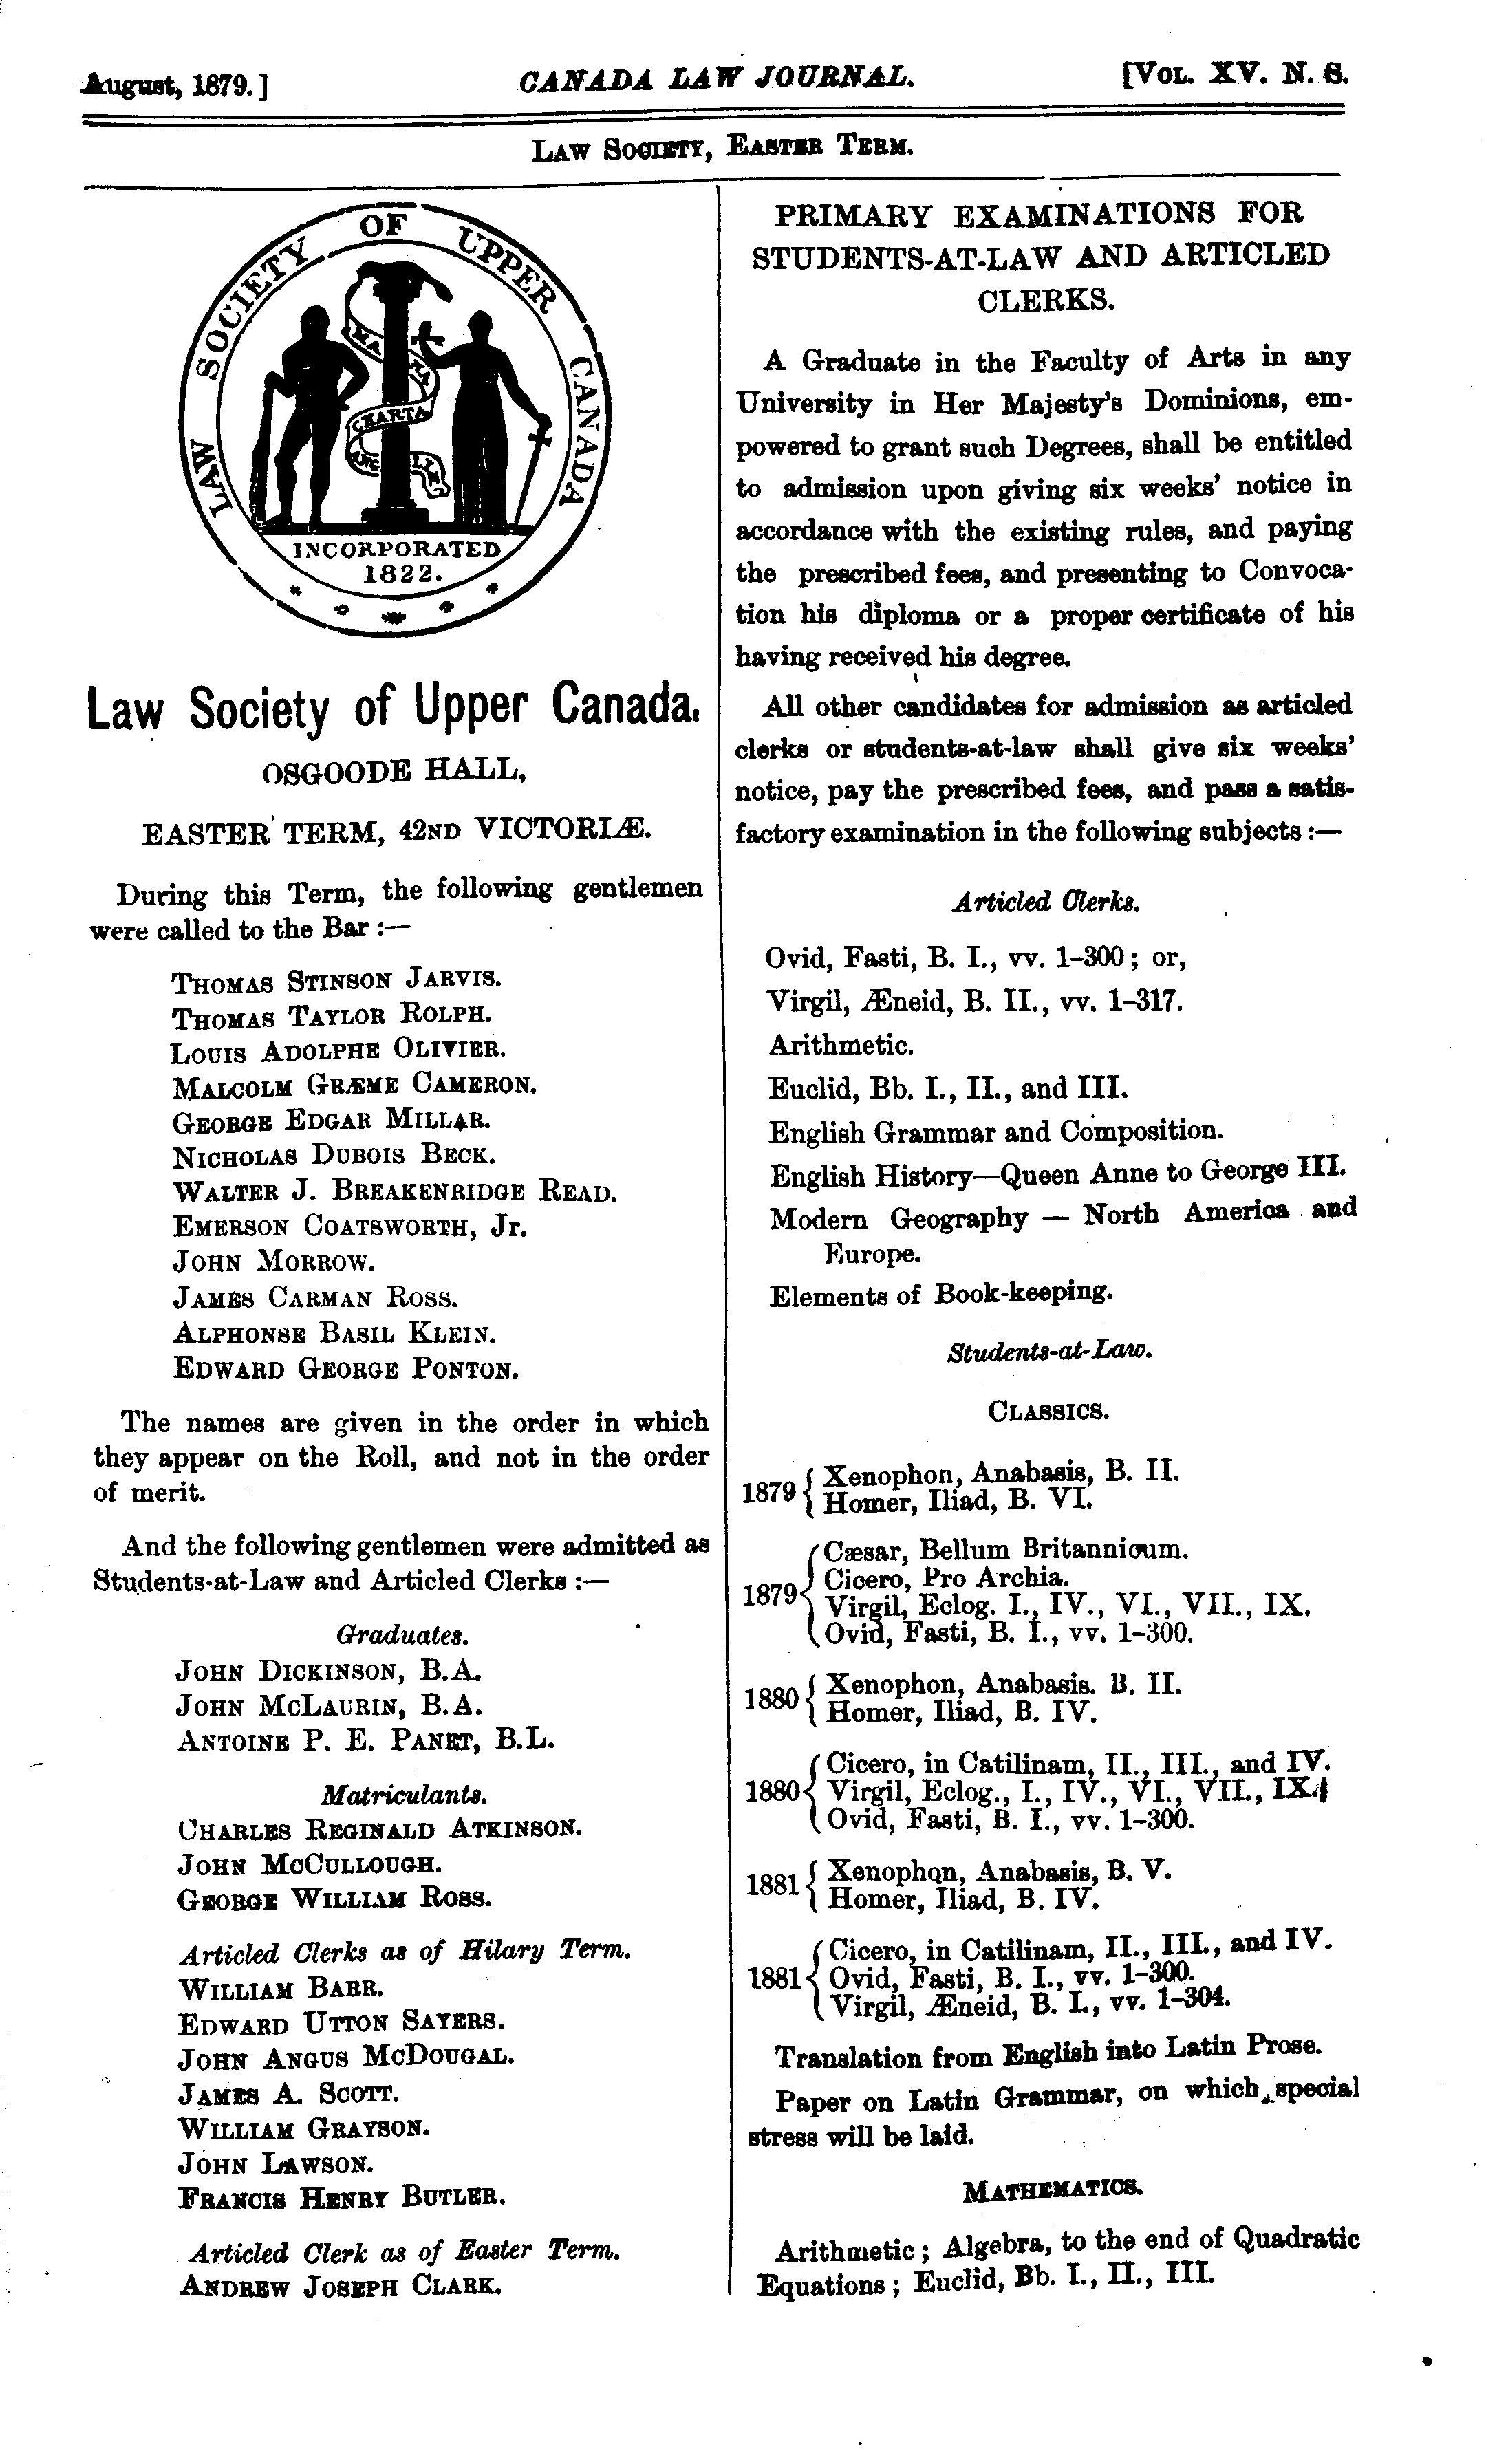 August, 1879.]
CANADA LAW JOURNAL.
[VOL. XV. N. S.
LAW SOCIETY, EASTER TERM.
LAW SOCIETY OF UPPER CANADA
MAGNA
CHARTA
ANGLIÆ
INCORPORATED
1822.
Law Society of Upper Canada.
OSGOODE HALL,
EASTER TERM, 42ND VICTORIÆ.
During this Term, the following gentlemen
were called to the Bar :—
THOMAS STINSON JARVIS.
THOMAS TAYLOR ROLPH.
LOUIS ADOLPHE OLIVIER.
MALCOLM GRÆME CAMERON.
GEORGE EDGAR MILLAR.
NICHOLAS DUBOIS BECK.
WALTER J. BREAKENRIDGE READ.
EMERSON COATSWORTH, Jr.
JOHN MORROW.
JAMES CARMAN ROSS.
ALPHONSE BASIL KLEIN.
EDWARD GEORGE PONTON.
The names are given in the order in which
they appear on the Roll, and not in the order
of merit.
And the following gentlemen were admitted as
Students-at-Law and Articled Clerks :—
Graduates.
JOHN DICKINSON, B.A.
JOHN MCLAURIN, B.A.
ANTOINE P. E. PANET, B.L.
Matriculants.
CHARLES REGINALD ATKINSON.
JOHN MCCULLOUGH.
GEORGE WILLIAM ROSS.
Articled Clerks as of Hilary Term.
WILLIAM BARR.
EDWARD UTTON SAYERS.
JOHN ANGUS MCDOUGAL.
JAMES A. SCOTT.
WILLIAM GRAYSON.
JOHN LAWSON.
FRANCIS HENRY BUTLER.
Articled Clerk as of Easter Term.
ANDREW JOSEPH CLARK.
PRIMARY EXAMINATIONS FOR
STUDENTS-AT-LAW AND ARTICLED
CLERKS.
A Graduate in the Faculty of Arts in any
University in Her Majesty's Dominions, em-
powered to grant such Degrees, shall be entitled
to admission upon giving six weeks' notice in
accordance with the existing rules, and paying
the prescribed fees, and presenting to Convoca-
tion his diploma or a proper certificate of his
having received his degree.
All other candidates for admission as articled
clerks or students-at-law shall give six weeks'
notice, pay the prescribed fees, and pass a satis-
factory examination in the following subjects :—
Articled Clerks.
Ovid, Fasti, B. I., vv. 1-300 ; or,
Virgil, Æneid, B. II., vv. 1-317.
Arithmetic.
Euclid, Bb. I., II., and III.
English Grammar and Composition.
English History—Queen Anne to George III.
Modern Geography — North America and
Europe.
Elements of Book-keeping.
Students-at-Law.
CLASSICS.
1879 { Xenophon, Anabasis, B. II.
Homer, Iliad, B. VI.
Cæsar, Bellum Britannicum.
1879 { Cicero, Pro Archia.
Virgil, Eclog. I., IV., VI., VII., IX.
Ovid, Fasti, B. I., vv. 1-300.
1880 { Xenophon, Anabasis. B. II.
Homer, Iliad, B. IV.
Cicero, in Catilinam, II., III., and IV.
1880 { Virgil, Eclog., I., IV., VI., VII., IX.
Ovid, Fasti, B. I., vv. 1-300.
1881 { Xenophon, Anabasis, B. V.
Homer, Iliad, B. IV.
Cicero, in Catilinam, II., III., and IV.
1881 { Ovid, Fasti, B. I., vv. 1-300.
Virgil, Æneid, B. I., vv. 1-304.
Translation from English into Latin Prose.
Paper on Latin Grammar, on which special
stress will be laid.
MATHEMATICS.
Arithmetic ; Algebra, to the end of Quadratic
Equations ; Euclid, Bb. I., II., III.